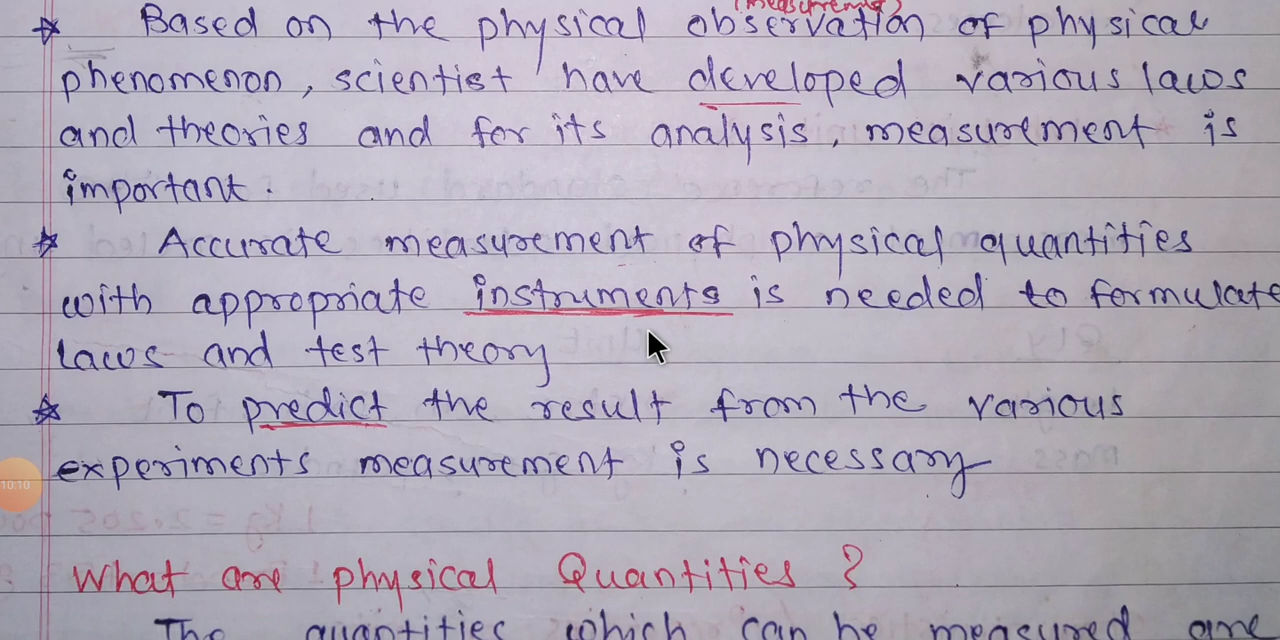 (measurements)
☆ Based on the physical observation of physical
phenomenon, scientist have developed various laws
and theories and for its analysis, measurement is
important.
☆ Accurate measurement of physical quantities
with appropriate instruments is needed to formulate
laws and test theory
☆ To predict the result from the various
experiments measurement is necessary
10:10
What are physical Quantities ?
The quantities which can be measured are